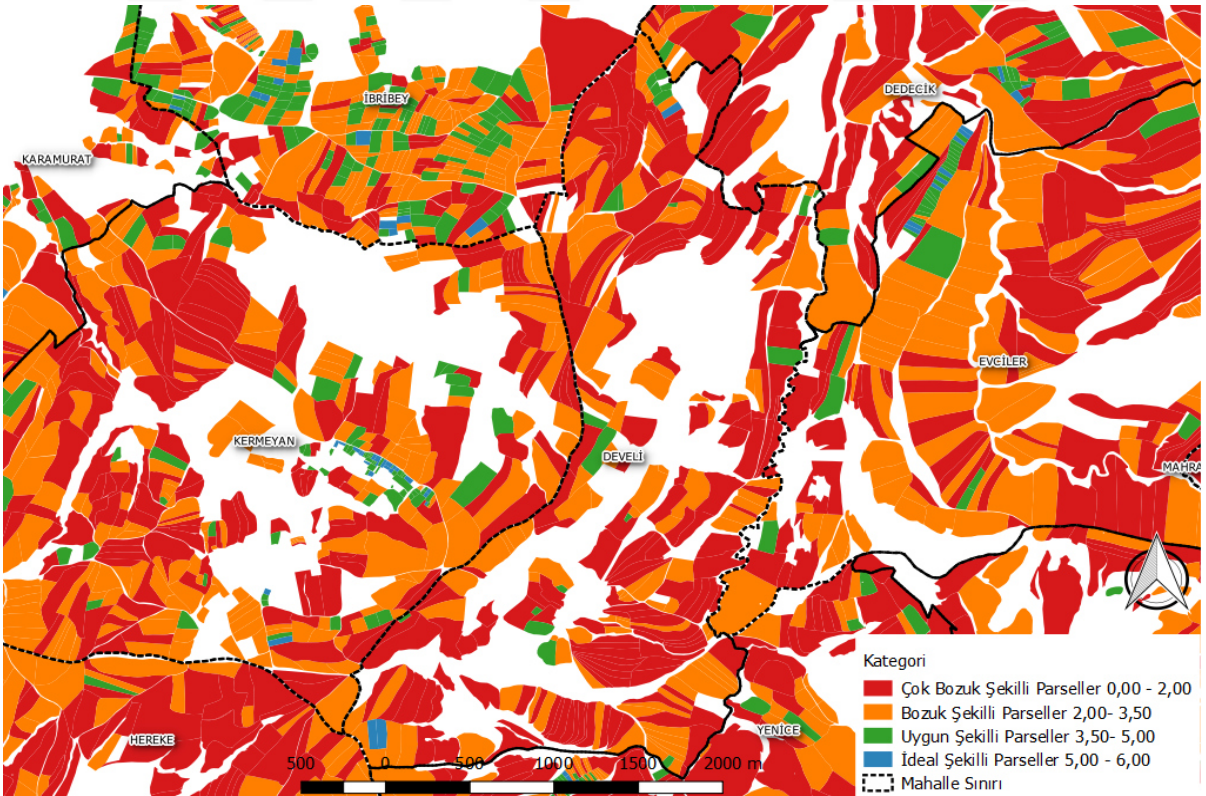 DEDECİK
İBRİBEY
KARAMURAT
EVCİLER
KERMEYAN
DEVELİ
MAHRA
YENİCE
HEREKE
500 0 500 1000 1500 2000 m
Kategori
Çok Bozuk Şekilli Parseller 0,00 - 2,00
Bozuk Şekilli Parseller 2,00- 3,50
Uygun Şekilli Parseller 3,50- 5,00
İdeal Şekilli Parseller 5,00 - 6,00
Mahalle Sınırı